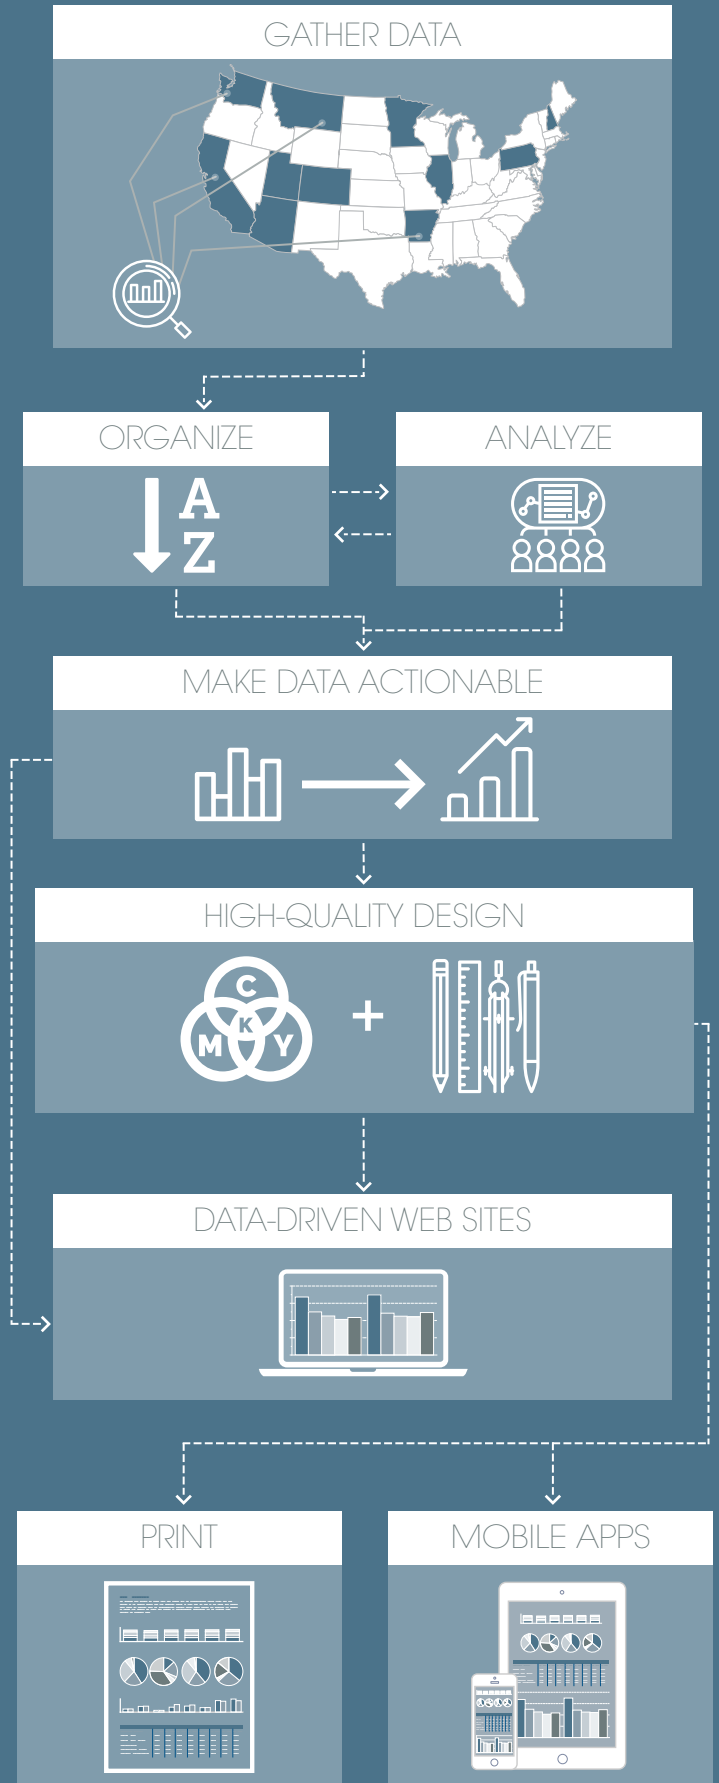 GATHER DATA
ORGANIZE
ANALYZE
A
Z
MAKE DATA ACTIONABLE
HIGH-QUALITY DESIGN
C
M
K
Y
+
DATA-DRIVEN WEB SITES
PRINT
MOBILE APPS